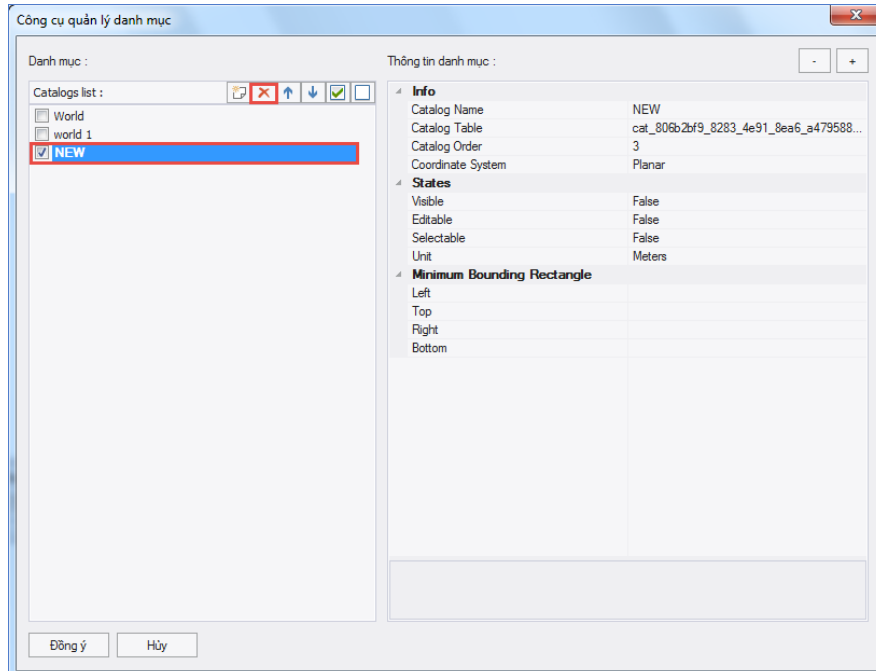 Công cụ quản lý danh mục
Danh mục :
Catalogs list :
World
world 1
NEW
Thông tin danh mục :
- +
Info
Catalog Name NEW
Catalog Table cat_806b2bf9_8283_4e91_8ea6_a479588...
Catalog Order 3
Coordinate System Planar
States
Visible False
Editable False
Selectable False
Unit Meters
Minimum Bounding Rectangle
Left
Top
Right
Bottom
Đồng ý Hủy